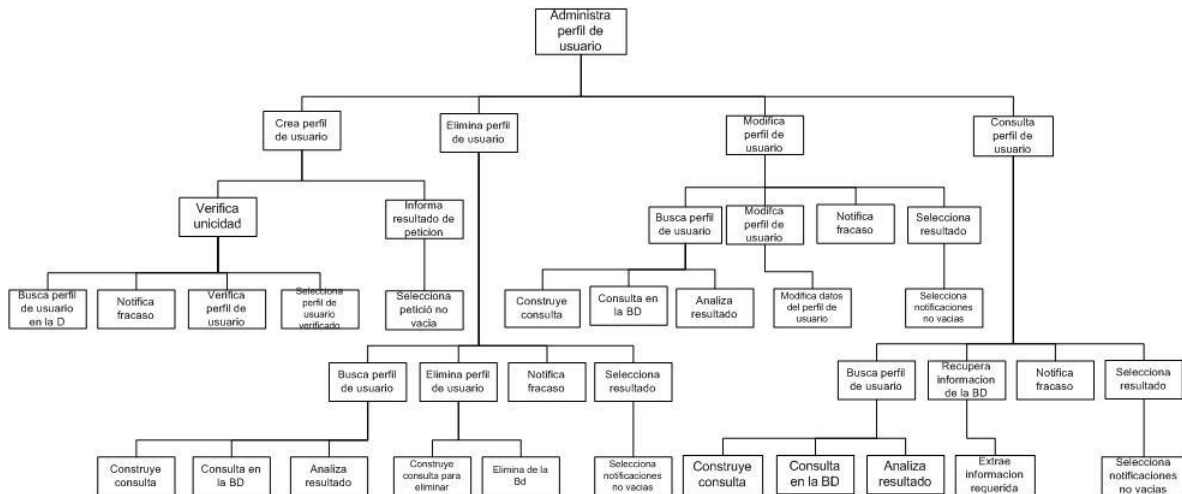 Administra
perfil de
usuario
Crea perfil
de usuario
Elimina perfil
de usuario
Modifica
perfil de
usuario
Consulta
perfil de
usuario
Verifica
unicidad
Informa
resultado de
peticion
Busca perfil
de usuario
Modifca
perfil de
usuario
Notifica
fracaso
Selecciona
resultado
Busca perfil
de usuario
en la D
Notifica
fracaso
Verifica
perfil de
usuario
Selecciona
perfil de
usuario
verificado
Selecciona
petició no
vacia
Construye
consulta
Consulta en
la BD
Analiza
resultado
Modifica datos
del perfil de
usuario
Selecciona
notificaciones
no vacias
Busca perfil
de usuario
Elimina perfil
de usuario
Notifica
fracaso
Selecciona
resultado
Busca perfil
de usuario
Recupera
informacion
de la BD
Notifica
fracaso
Selecciona
resultado
Construye
consulta
Consulta en
la BD
Analiza
resultado
Construye
consulta para
eliminar
Elimina de la
Bd
Selecciona
notificaciones
no vacias
Construye
consulta
Consulta
en la BD
Analiza
resultado
Extrae
informacion
requerida
Selecciona
notificaciones
no vacias